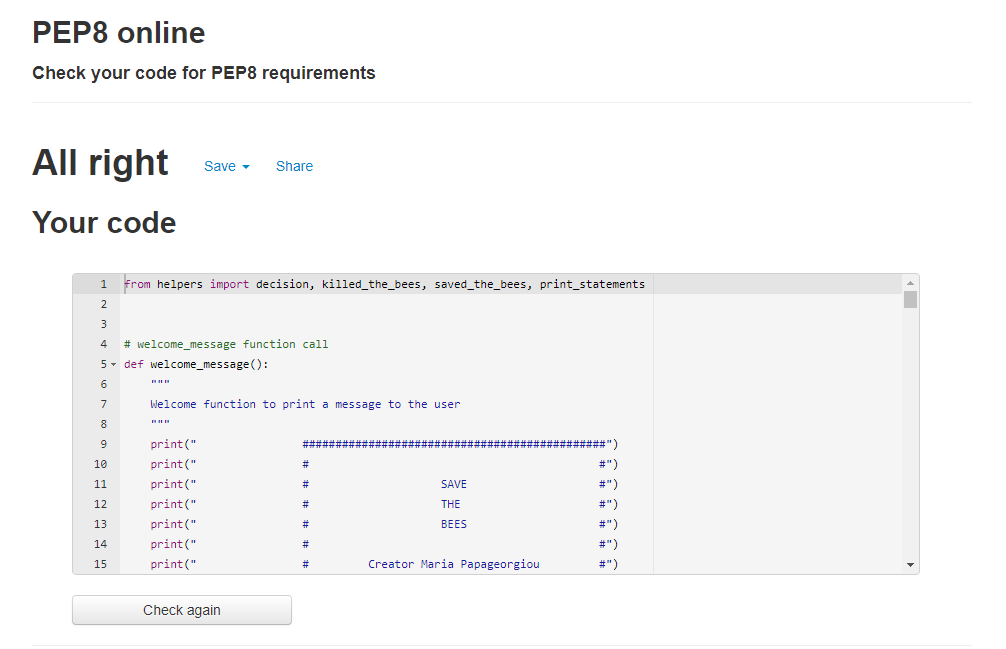 PEP8 online
Check your code for PEP8 requirements
All right Save Share
Your code
1 from helpers import decision, killed_the_bees, saved_the_bees, print_statements
2
3
4 # welcome_message function call
5 def welcome_message():
6     """
7     Welcome function to print a message to the user
8     """
9     print("                ##############################################")
10     print("                #                                            #")
11     print("                #                    SAVE                    #")
12     print("                #                    THE                     #")
13     print("                #                    BEES                    #")
14     print("                #                                            #")
15     print("                #         Creator Maria Papageorgiou         #")
Check again